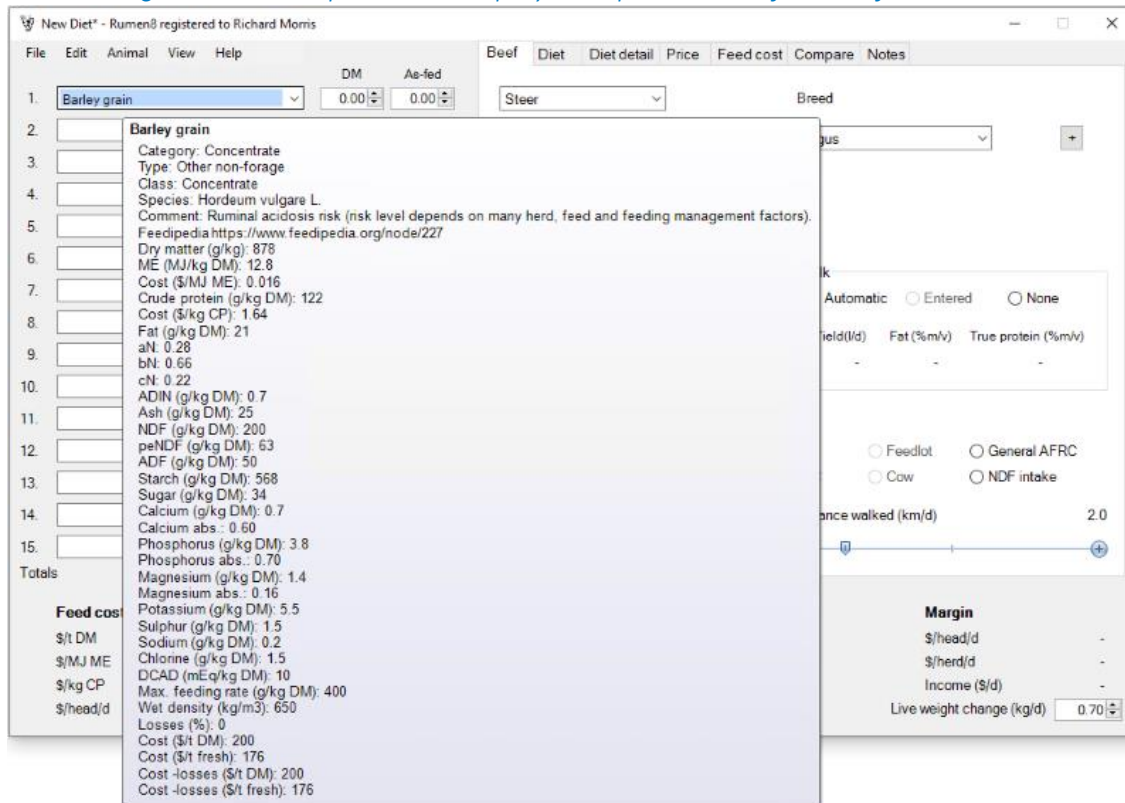 New Diet* - Rumen8 registered to Richard Morris
File Edit Animal View Help
Beef Diet Diet detail Price Feed cost Compare Notes
DM As-fed
1. Barley grain 0.00 0.00
Steer Breed
2.
3.
4.
5.
6.
7.
8.
9.
10.
11.
12.
13.
14.
15.
Totals
Barley grain
Category: Concentrate
Type: Other non-forage
Class: Concentrate
Species: Hordeum vulgare L.
Comment: Ruminal acidosis risk (risk level depends on many herd, feed and feeding management factors).
Feedipedia https://www.feedipedia.org/node/227
Dry matter (g/kg): 878
ME (MJ/kg DM): 12.8
Cost ($/MJ ME): 0.016
Crude protein (g/kg DM): 122
Cost ($/kg CP): 1.64
Fat (g/kg DM): 21
aN: 0.28
bN: 0.66
cN: 0.22
ADIN (g/kg DM): 0.7
Ash (g/kg DM): 25
NDF (g/kg DM): 200
peNDF (g/kg DM): 63
ADF (g/kg DM): 50
Starch (g/kg DM): 568
Sugar (g/kg DM): 34
Calcium (g/kg DM): 0.7
Calcium abs.: 0.60
Phosphorus (g/kg DM): 3.8
Phosphorus abs.: 0.70
Magnesium (g/kg DM): 1.4
Magnesium abs.: 0.16
Potassium (g/kg DM): 5.5
Sulphur (g/kg DM): 1.5
Sodium (g/kg DM): 0.2
Chlorine (g/kg DM): 1.5
DCAD (mEq/kg DM): 10
Max. feeding rate (g/kg DM): 400
Wet density (kg/m3): 650
Losses (%): 0
Cost ($/t DM): 200
Cost ($/t fresh): 176
Cost -losses ($/t DM): 200
Cost -losses ($/t fresh): 176
gus +
lk
Automatic Entered None
ield(l/d) Fat (%m/v) True protein (%m/v)
- - -
Feedlot General AFRC
Cow NDF intake
ance walked (km/d) 2.0
Feed cost
$/t DM
$/MJ ME
$/kg CP
$/head/d
Margin
$/head/d -
$/herd/d -
Income ($/d) -
Live weight change (kg/d) 0.70